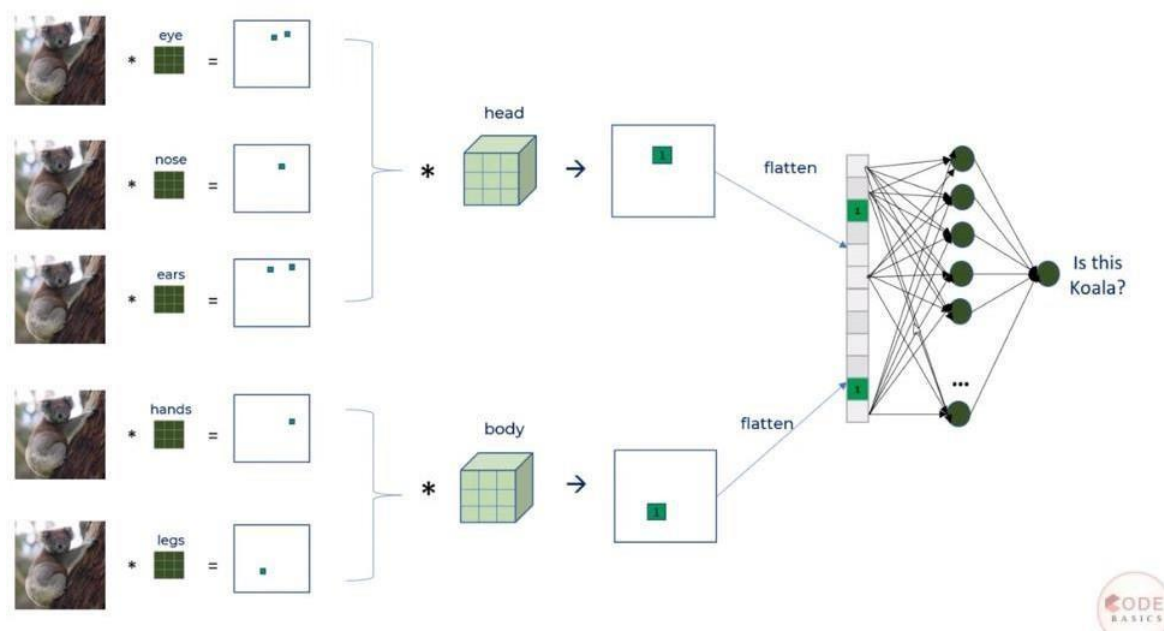 eye
* =
nose
* =
ears
* =
head
* →
1
flatten
1
Is this
Koala?
hands
* =
legs
* =
body
* →
1
flatten
1
...
CODE
BASICS